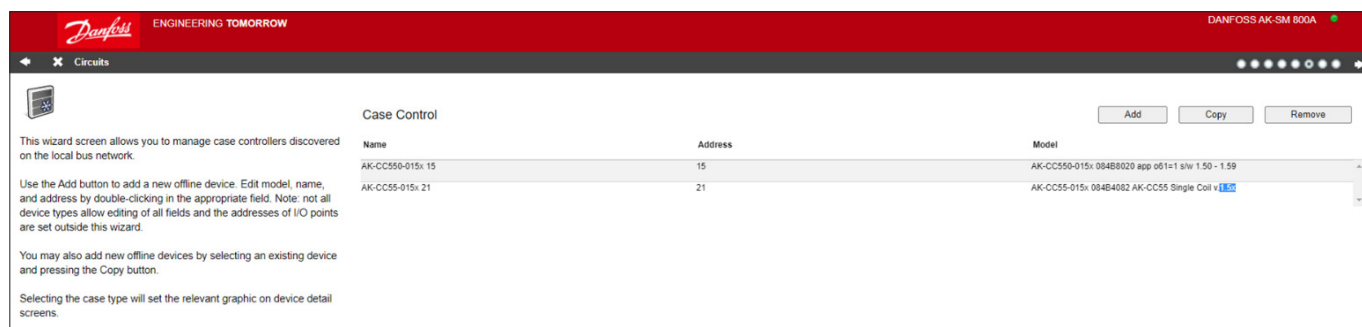 Danfoss
ENGINEERING TOMORROW
DANFOSS AK-SM 800A
Circuits
This wizard screen allows you to manage case controllers discovered
on the local bus network.
Use the Add button to add a new offline device. Edit model, name,
and address by double-clicking in the appropriate field. Note: not all
device types allow editing of all fields and the addresses of I/O points
are set outside this wizard.
You may also add new offline devices by selecting an existing device
and pressing the Copy button.
Selecting the case type will set the relevant graphic on device detail
screens.
Case Control
Add Copy Remove
Name Address Model
AK-CC550-015x 15 15 AK-CC550-015x 084B8020 app o61=1 s/w 1.50 - 1.59
AK-CC55-015x 21 21 AK-CC55-015x 084B4082 AK-CC55 Single Coil v.1.5x